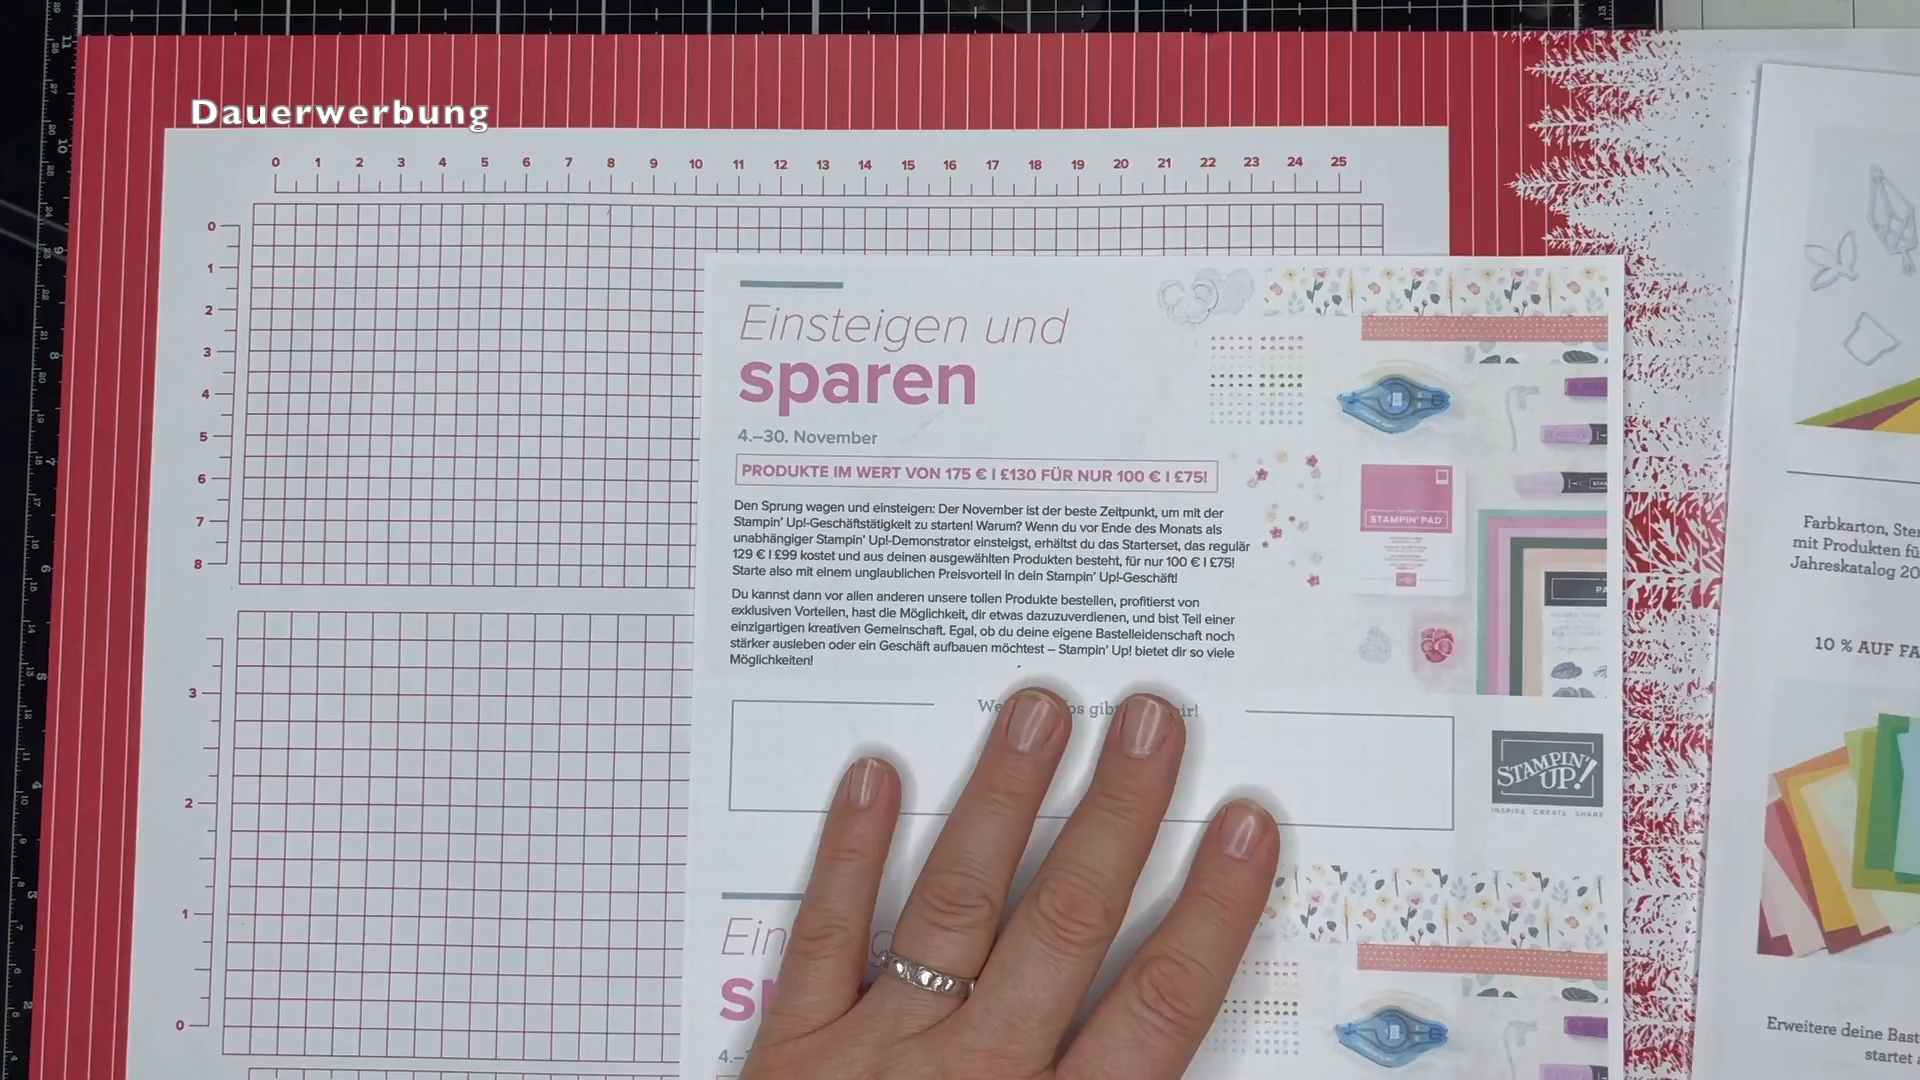 Dauerwerbung
0 1 2 3 4 5 6 7 8 9 10 11 12 13 14 15 16 17 18 19 20 21 22 23 24 25
0
1
2
3
4
5
6
7
8
3
2
1
0
Einsteigen und
sparen
4.–30. November
PRODUKTE IM WERT VON 175 € I £130 FÜR NUR 100 € I £75!
Den Sprung wagen und einsteigen: Der November ist der beste Zeitpunkt, um mit der
Stampin’ Up!-Geschäftstätigkeit zu starten! Warum? Wenn du vor Ende des Monats als
unabhängiger Stampin’ Up!-Demonstrator einsteigst, erhältst du das Starterset, das regulär
129 € I £99 kostet und aus deinen ausgewählten Produkten besteht, für nur 100 € I £75!
Starte also mit einem unglaublichen Preisvorteil in dein Stampin’ Up!-Geschäft!
Du kannst dann vor allen anderen unsere tollen Produkte bestellen, profitierst von
exklusiven Vorteilen, hast die Möglichkeit, dir etwas dazuzuverdienen, und bist Teil einer
einzigartigen kreativen Gemeinschaft. Egal, ob du deine eigene Bastelleidenschaft noch
stärker ausleben oder ein Geschäft aufbauen möchtest – Stampin’ Up! bietet dir so viele
Möglichkeiten!
STAMPIN’ PAD
STAMPIN’ UP!
INSPIRE CREATE SHARE
Farbkarton, Ste
mit Produkten fü
Jahreskatalog 20
10 % AUF FA
Erweitere deine Bast
startet a